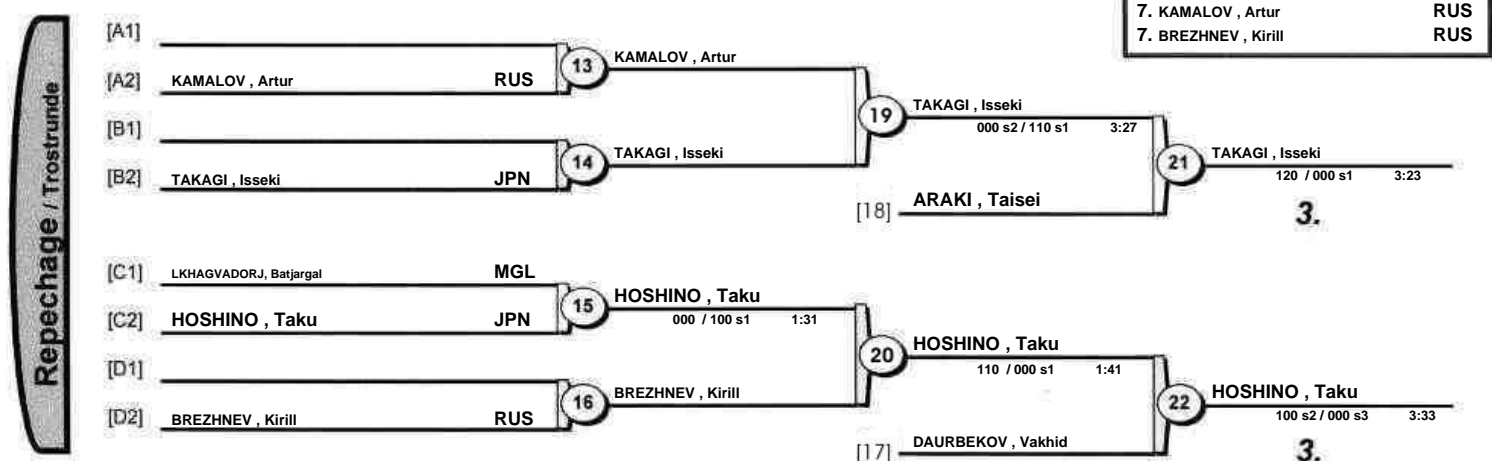 7. KAMALOV , Artur RUS
7. BREZHNEV , Kirill RUS
Repechage / Trostrunde
[A1]
[A2] KAMALOV , Artur RUS
13 KAMALOV , Artur
[B1]
[B2] TAKAGI , Isseki JPN
14 TAKAGI , Isseki
19 TAKAGI , Isseki
000 s2 / 110 s1 3:27
[18] ARAKI , Taisei
21 TAKAGI , Isseki
120 / 000 s1 3:23
3.
[C1] LKHAGVADORJ, Batjargal MGL
[C2] HOSHINO , Taku JPN
15 HOSHINO , Taku
000 / 100 s1 1:31
[D1]
[D2] BREZHNEV , Kirill RUS
16 BREZHNEV , Kirill
20 HOSHINO , Taku
110 / 000 s1 1:41
[17] DAURBEKOV , Vakhid
22 HOSHINO , Taku
100 s2 / 000 s3 3:33
3.